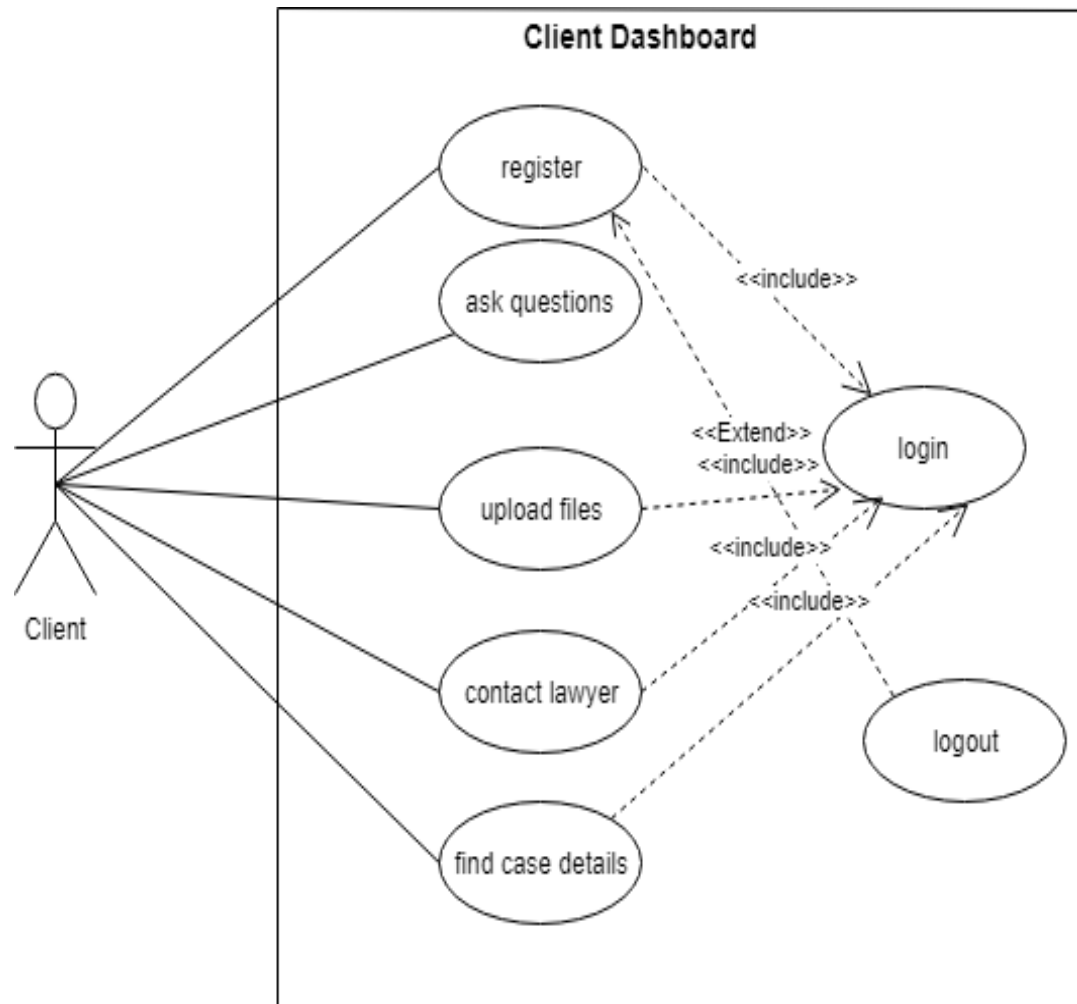 Client Dashboard
register
<<include>>
ask questions
<<Extend>>
login
<<include>>
upload files
<<include>>
<<include>>
Client
contact lawyer
logout
find case details